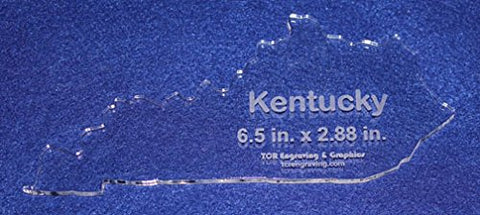 Kentucky
6.5 in. x 2.88 in.
TCR Engraving & Graphics
tcrengraving.com